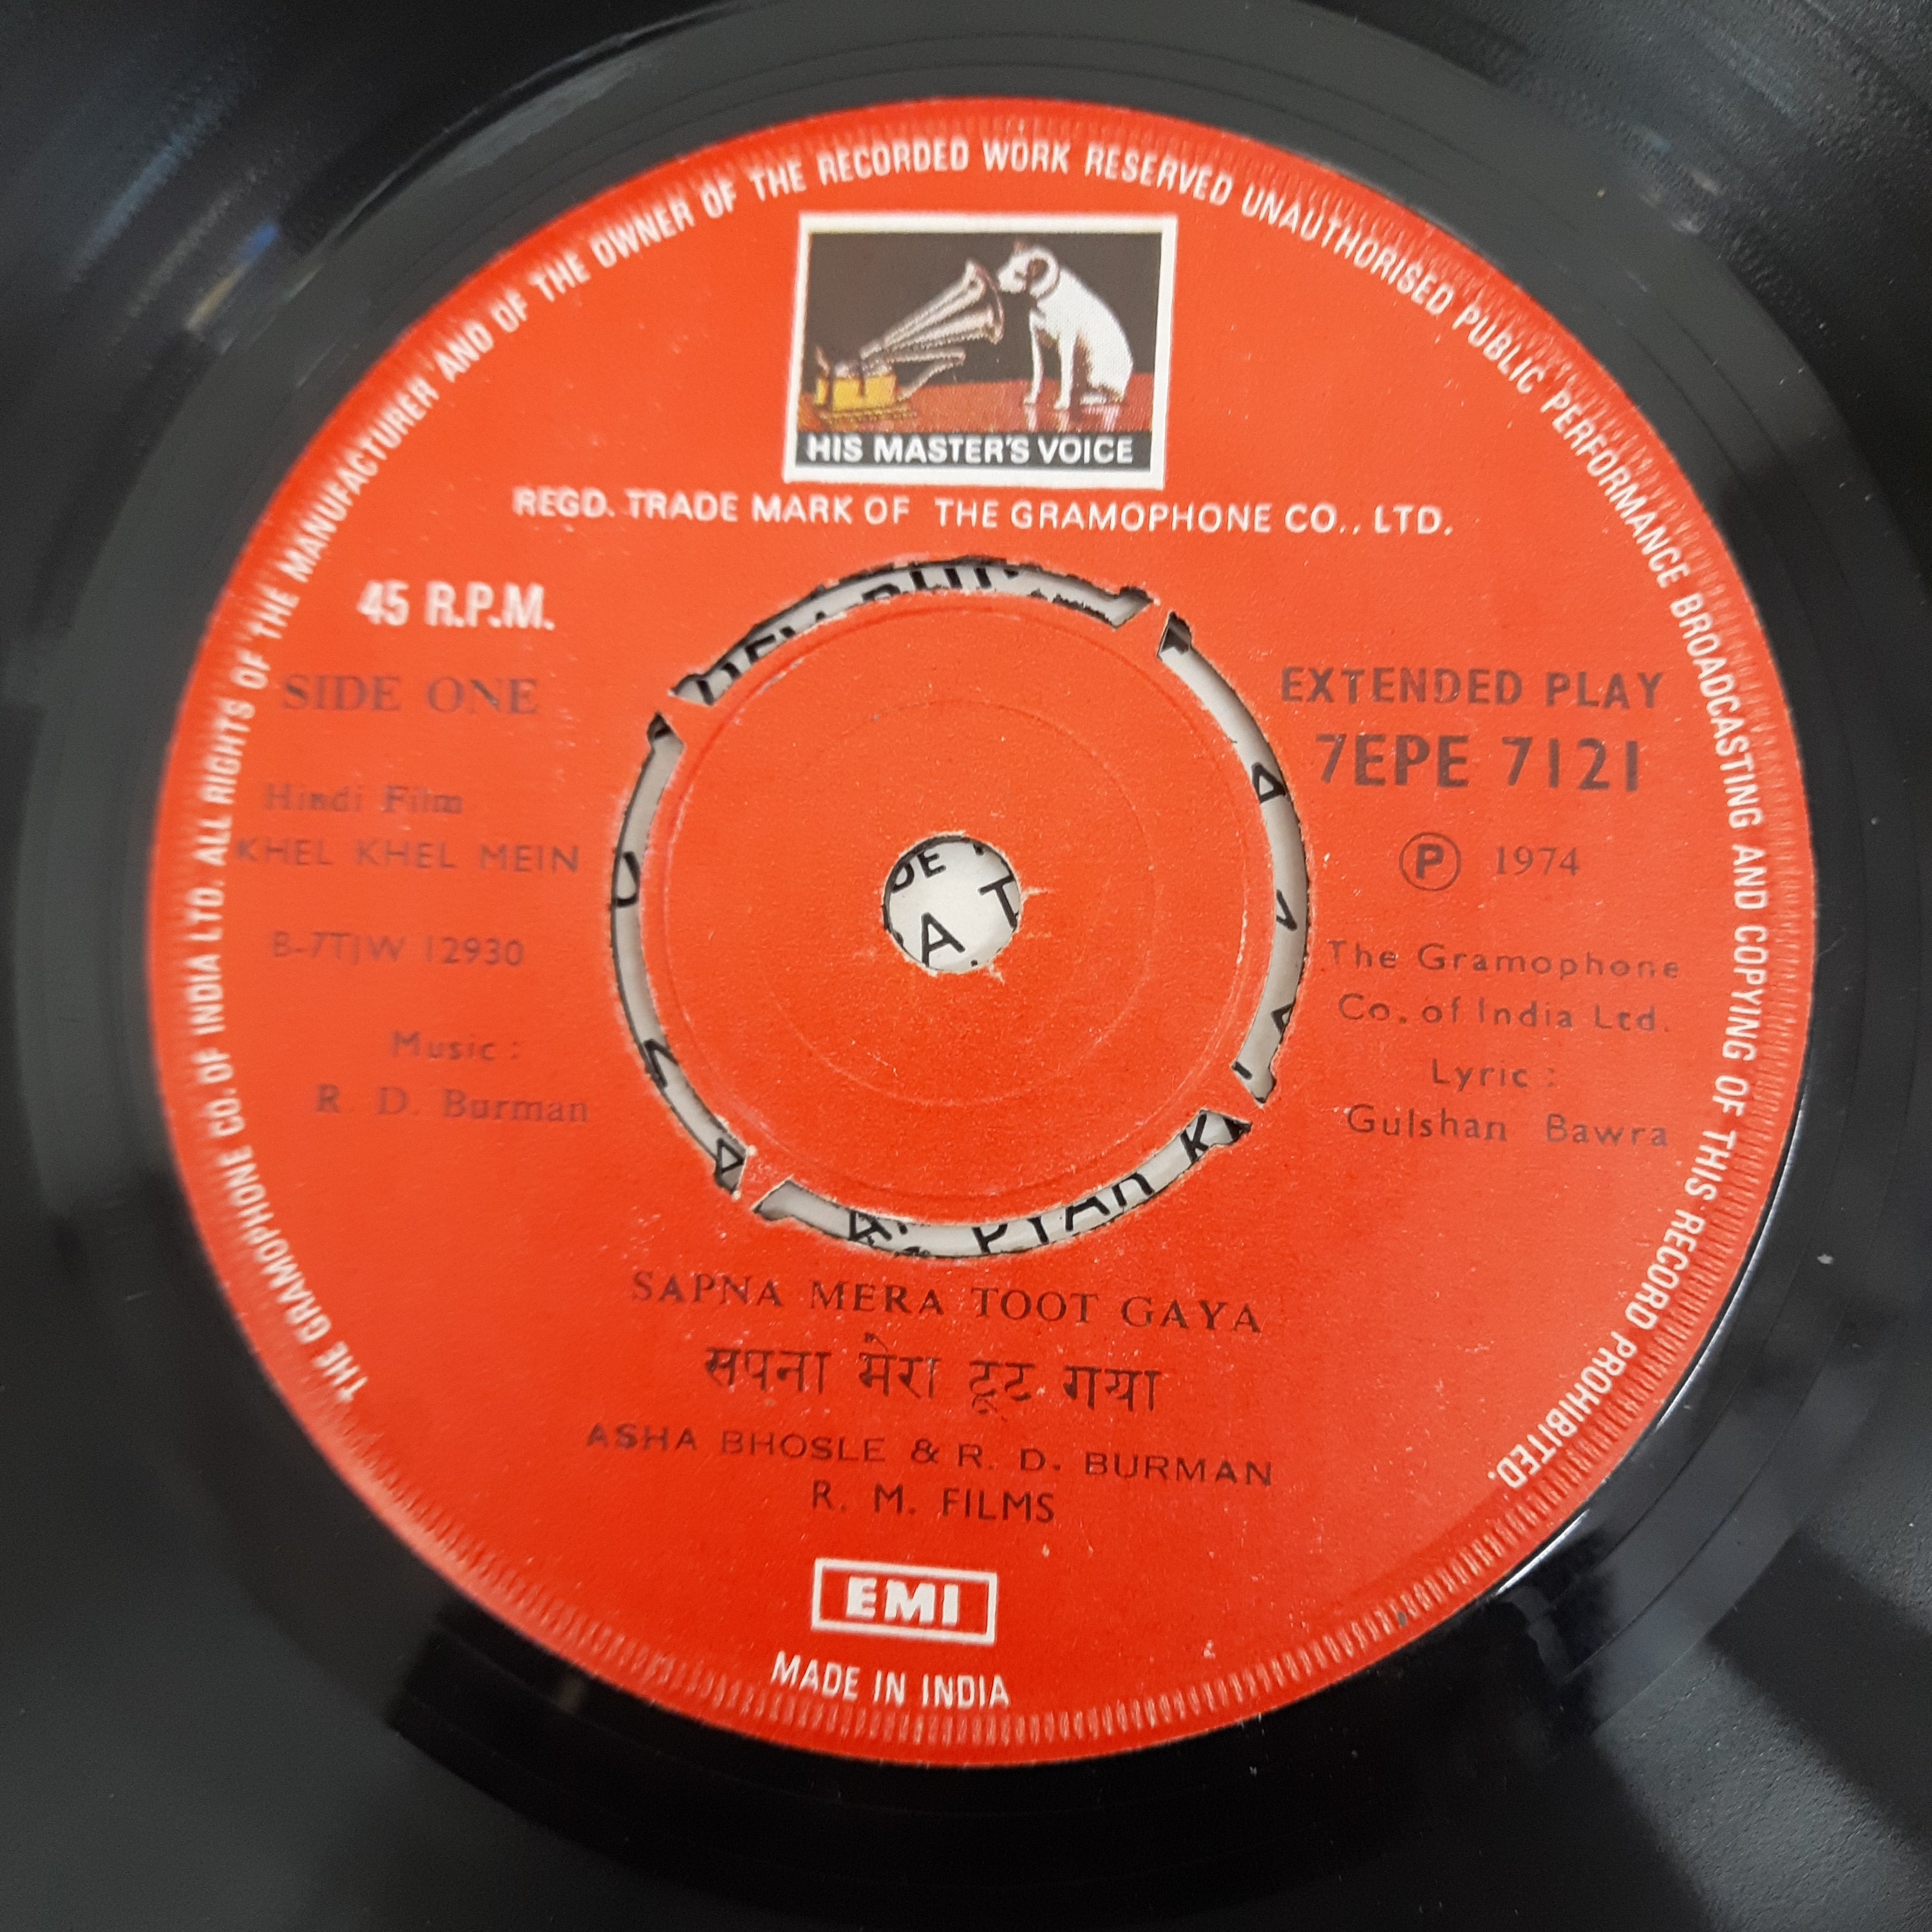 THE GRAMOPHONE CO. OF INDIA LTD. ALL RIGHTS OF THE MANUFACTURER AND OF THE OWNER OF THE RECORDED WORK RESERVED UNAUTHORISED PUBLIC PERFORMANCE BROADCASTING AND COPYING OF THIS RECORD PROHIBITED.
HIS MASTER'S VOICE
REGD. TRADE MARK OF THE GRAMOPHONE CO., LTD.
45 R.P.M.
SIDE ONE
Hindi Film
KHEL KHEL MEIN
B-7TJW 12930
Music :
R. D. Burman
EXTENDED PLAY
7EPE 7121
Ⓟ 1974
The Gramophone
Co. of India Ltd.
Lyric :
Gulshan Bawra
SAPNA MERA TOOT GAYA
सपना मेरा टूट गया
ASHA BHOSLE & R. D. BURMAN
R. M. FILMS
EMI
MADE IN INDIA